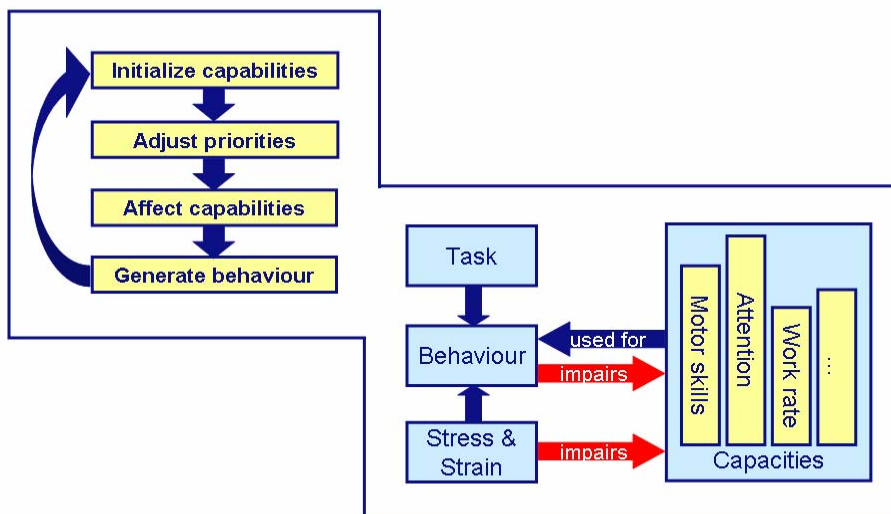 Initialize capabilities
Adjust priorities
Affect capabilities
Generate behaviour
Task
Behaviour
Stress &
Strain
used for
impairs
impairs
Motor skills
Attention
Work rate
...
Capacities